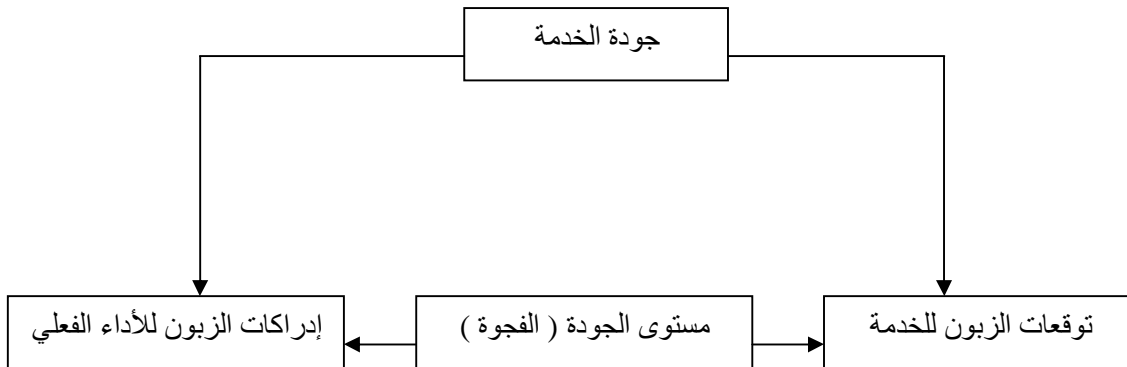 جودة الخدمة
توقعات الزبون للخدمة
مستوى الجودة ( الفجوة )
إدراكات الزبون للأداء الفعلي